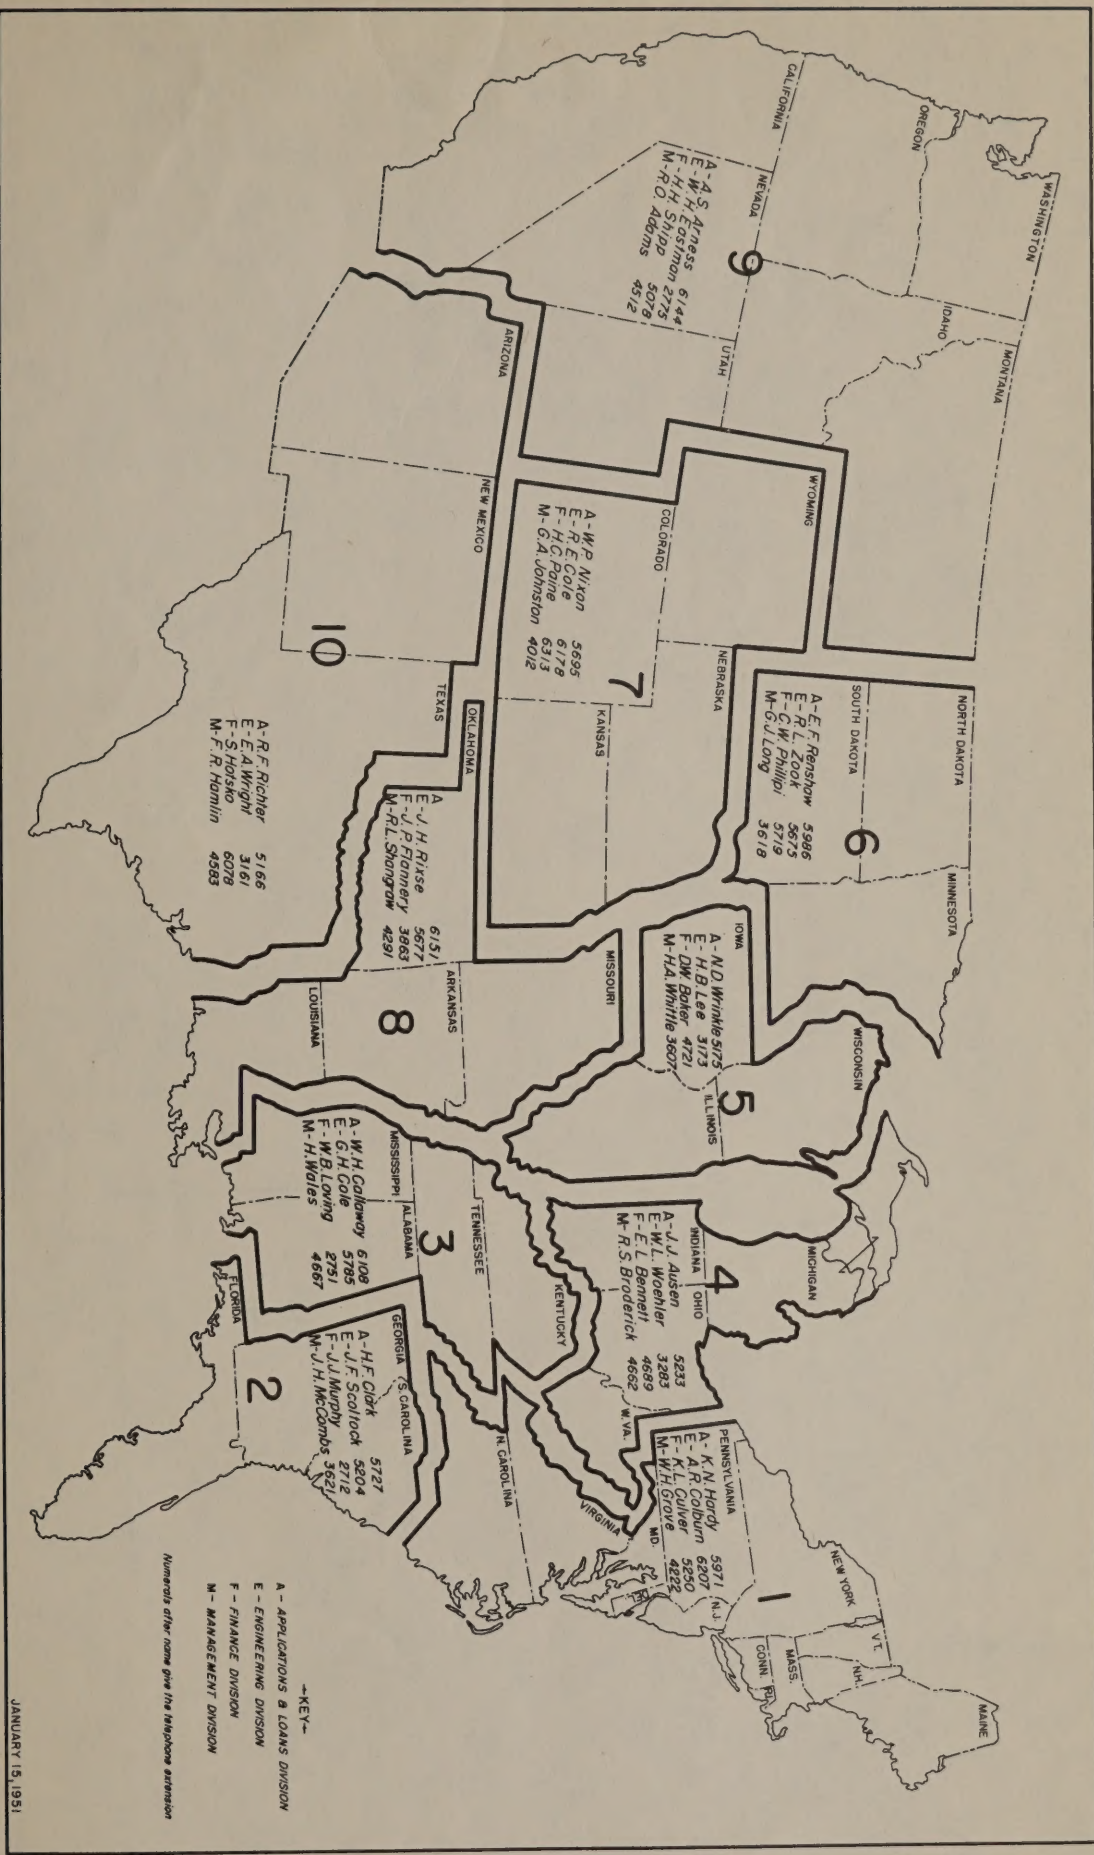 WASHINGTON
OREGON
CALIFORNIA
NEVADA
IDAHO
MONTANA
UTAH
ARIZONA
9
A - A.S. Arness 6144
E - W.H. Eastman 2775
F - H.H. Shipp 5078
M - R.O. Adams 4512
WYOMING
COLORADO
NEBRASKA
KANSAS
7
A - W.P. Nixon 5695
E - R.E. Cole 6178
F - H.C. Paine 6313
M - G.A. Johnston 4012
NEW MEXICO
TEXAS
10
A - R.F. Richter 5166
E - E.A. Wright 3161
F - S. Hotsko 6078
M - F.R. Hamlin 4583
NORTH DAKOTA
SOUTH DAKOTA
MINNESOTA
6
A - E.F. Renshaw 5986
E - R.L. Zook 5675
F - C.W. Phillipi 5719
M - G.J. Long 3618
OKLAHOMA
ARKANSAS
MISSOURI
LOUISIANA
8
A 6151
E - J.H. Rixse 5677
F - J.P. Flannery 3863
M - R.L. Shangraw 4291
IOWA
WISCONSIN
ILLINOIS
5
A - N.D. Wrinkle 5175
E - H.B. Lee 3173
F - D.W. Baker 4721
M - H.A. Whittle 3607
MICHIGAN
INDIANA
OHIO
KENTUCKY
W. VA.
4
A - J.J. Ausen 5233
E - W.L. Woehler 3283
F - E.L. Bennett 4689
M - R.S. Broderick 4662
TENNESSEE
MISSISSIPPI
ALABAMA
3
A - W.H. Callaway 6108
E - G.H. Cole 5785
F - W.B. Loving 2751
M - H. Wales 4667
FLORIDA
GEORGIA
S. CAROLINA
N. CAROLINA
VIRGINIA
2
A - H.F. Clark 5727
E - J.F. Scoltock 5204
F - J.J. Murphy 2712
M - J.H. McCombs 3621
PENNSYLVANIA
MD.
N.J.
NEW YORK
VT.
N.H.
MASS.
CONN.
R.I.
MAINE
1
A - K.N. Hardy 5971
E - A.R. Colburn 6207
F - K.L. Culver 5250
M - W.H. Grove 4222
KEY
A - APPLICATIONS & LOANS DIVISION
E - ENGINEERING DIVISION
F - FINANCE DIVISION
M - MANAGEMENT DIVISION
Numerals after name give the telephone extension
JANUARY 15, 1951